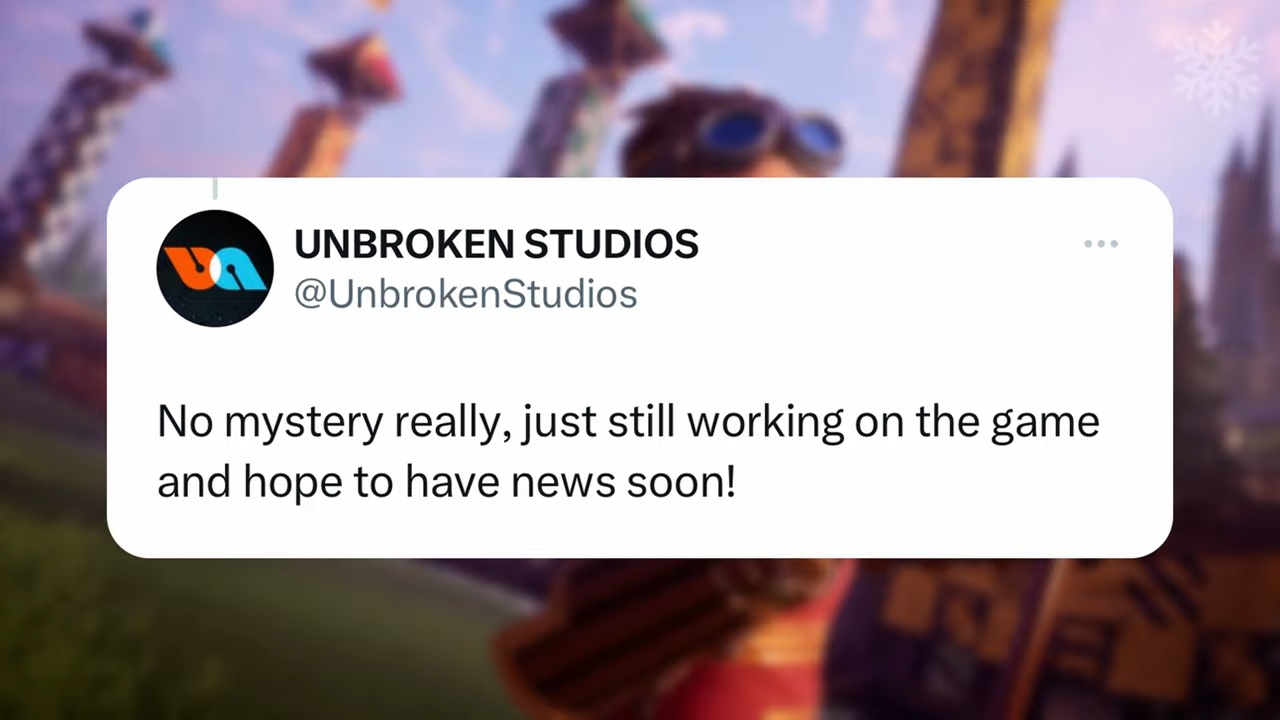 UNBROKEN STUDIOS
@UnbrokenStudios
No mystery really, just still working on the game
and hope to have news soon!